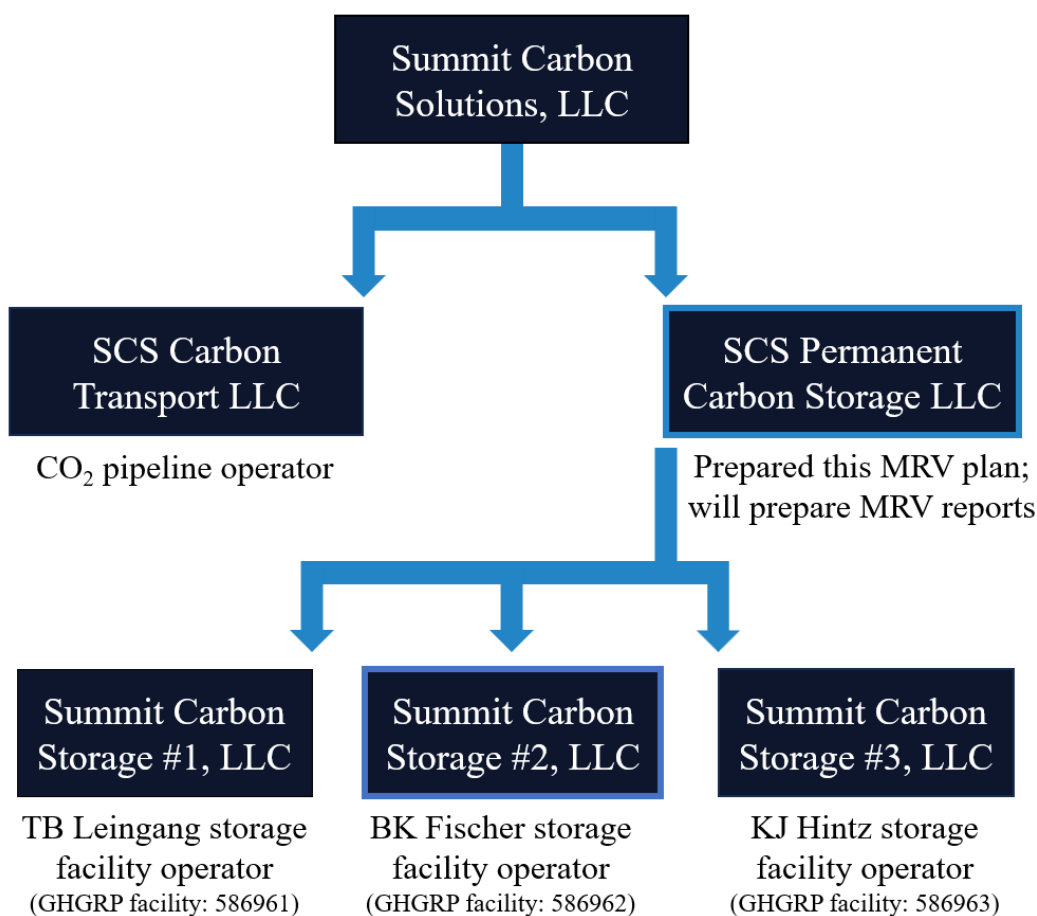 Summit Carbon
Solutions, LLC
SCS Carbon
Transport LLC
CO₂ pipeline operator
SCS Permanent
Carbon Storage LLC
Prepared this MRV plan;
will prepare MRV reports
Summit Carbon
Storage #1, LLC
TB Leingang storage
facility operator
(GHGRP facility: 586961)
Summit Carbon
Storage #2, LLC
BK Fischer storage
facility operator
(GHGRP facility: 586962)
Summit Carbon
Storage #3, LLC
KJ Hintz storage
facility operator
(GHGRP facility: 586963)